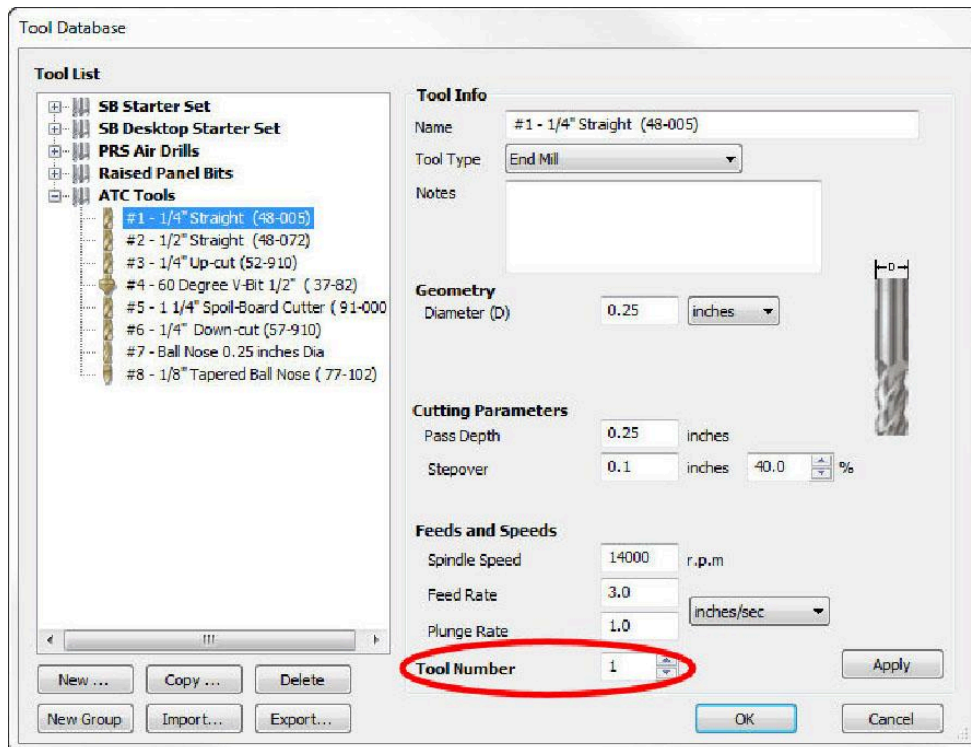 Tool Database
Tool List
SB Starter Set
SB Desktop Starter Set
PRS Air Drills
Raised Panel Bits
ATC Tools
#1 - 1/4" Straight (48-005)
#2 - 1/2" Straight (48-072)
#3 - 1/4" Up-cut (52-910)
#4 - 60 Degree V-Bit 1/2" ( 37-82)
#5 - 1 1/4" Spoil-Board Cutter ( 91-000
#6 - 1/4" Down-cut (57-910)
#7 - Ball Nose 0.25 inches Dia
#8 - 1/8" Tapered Ball Nose ( 77-102)
New ... Copy ... Delete
New Group Import... Export...
Tool Info
Name #1 - 1/4" Straight (48-005)
Tool Type End Mill
Notes
D
Geometry
Diameter (D) 0.25 inches
Cutting Parameters
Pass Depth 0.25 inches
Stepover 0.1 inches 40.0 %
Feeds and Speeds
Spindle Speed 14000 r.p.m
Feed Rate 3.0
inches/sec
Plunge Rate 1.0
Tool Number 1
Apply
OK Cancel